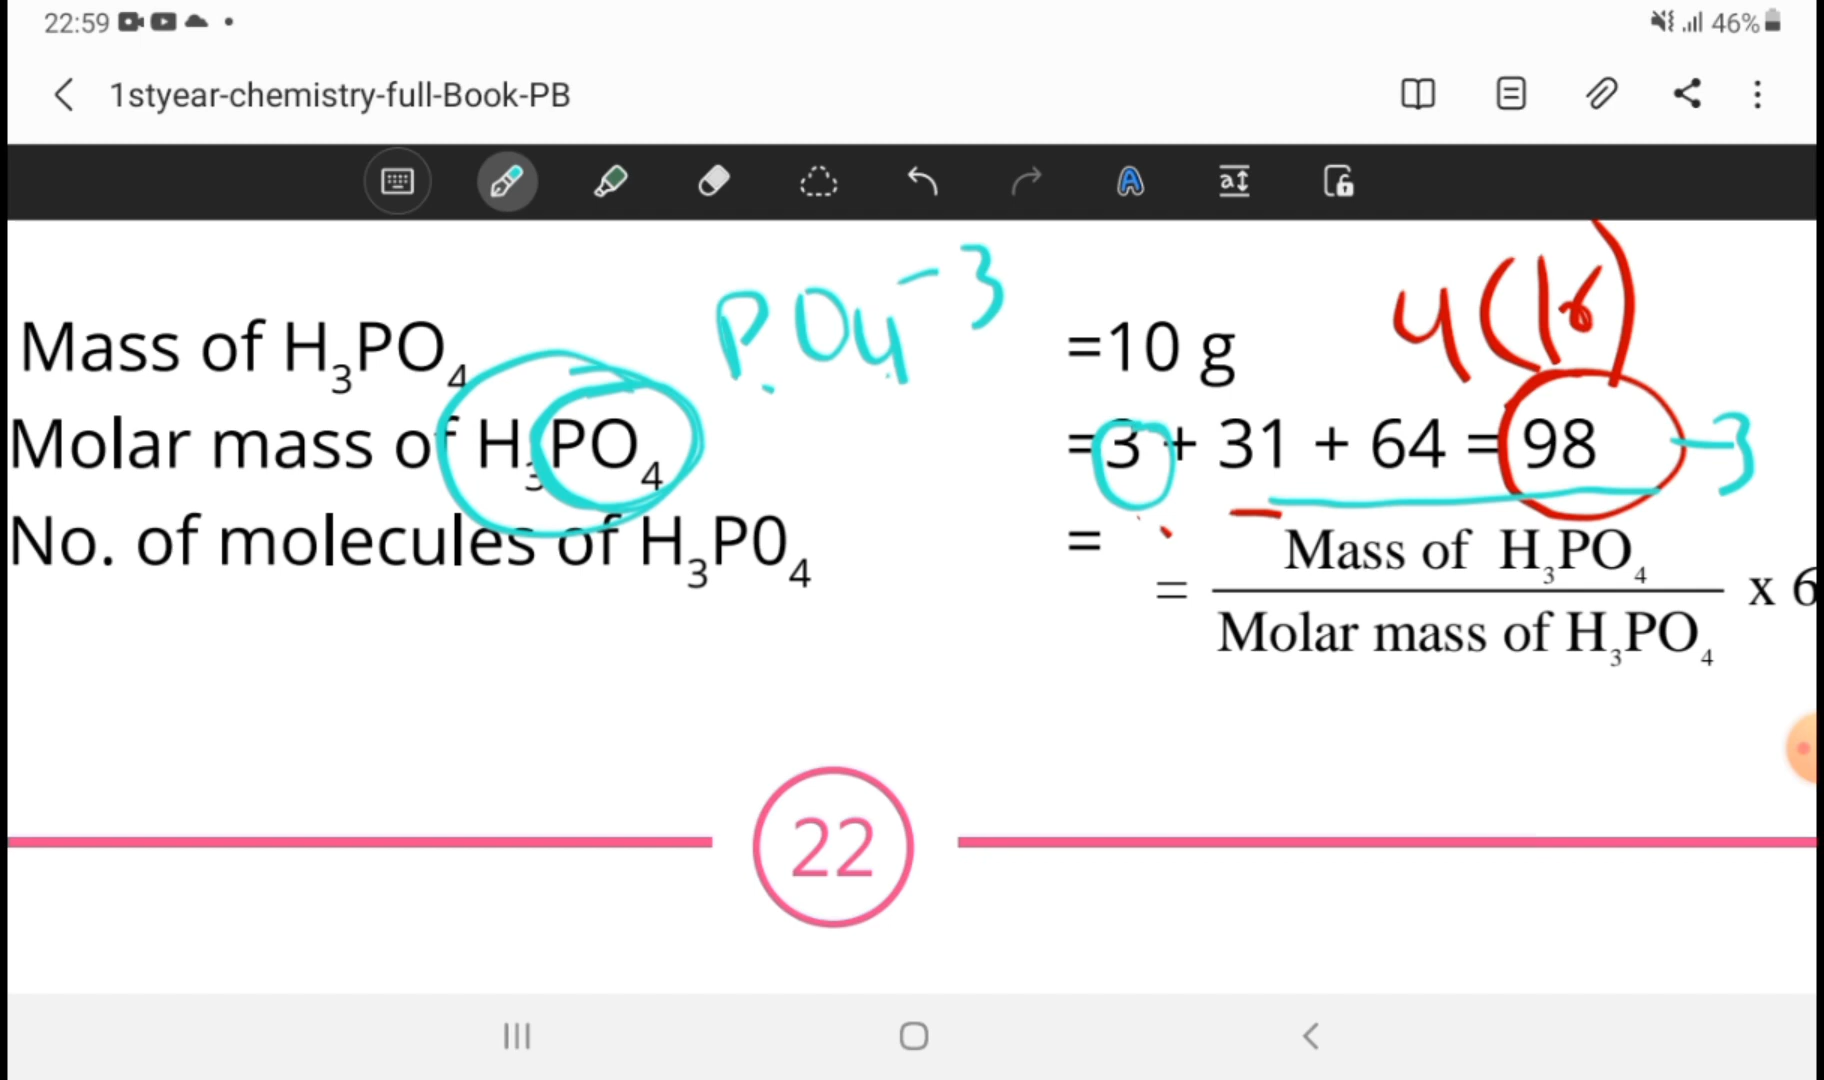 22:59 46%
1styear-chemistry-full-Book-PB
PO4^-3 4(16)
Mass of H₃PO₄ =10 g
Molar mass of H₃PO₄ =3 + 31 + 64 = 98 -3
No. of molecules of H₃P0₄ =
= Mass of H₃PO₄ x 6
Molar mass of H₃PO₄
22